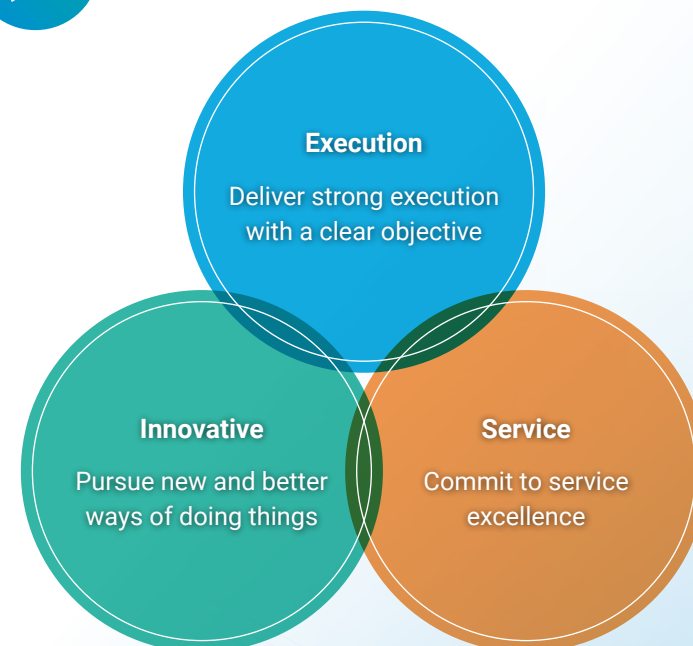 Execution
Deliver strong execution
with a clear objective
Innovative
Pursue new and better
ways of doing things
Service
Commit to service
excellence